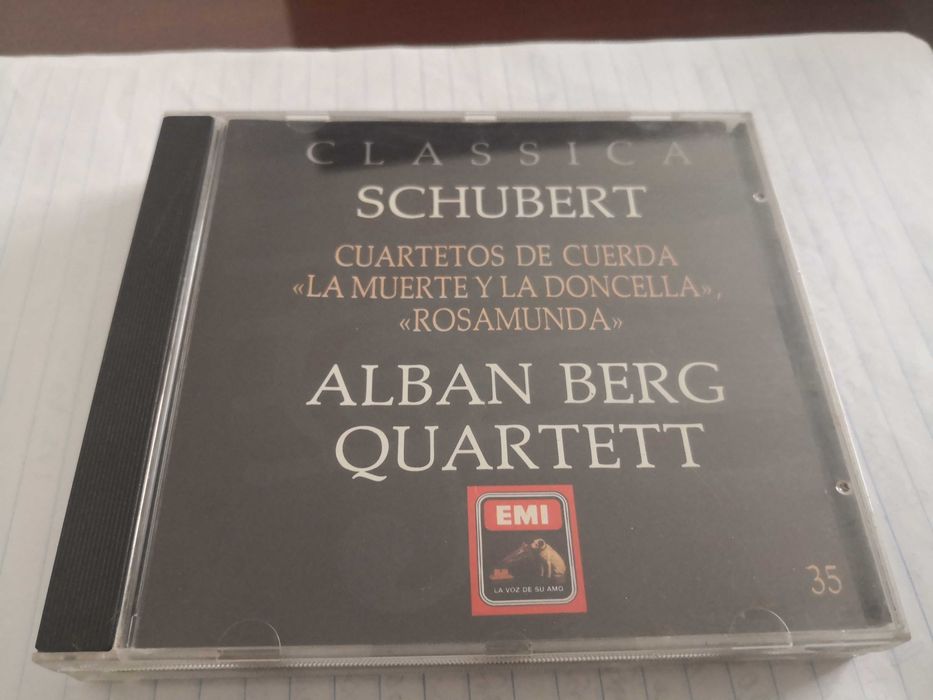 CLASSICA
SCHUBERT
CUARTETOS DE CUERDA
«LA MUERTE Y LA DONCELLA»,
«ROSAMUNDA»
ALBAN BERG
QUARTETT
EMI
LA VOZ DE SU AMO
35